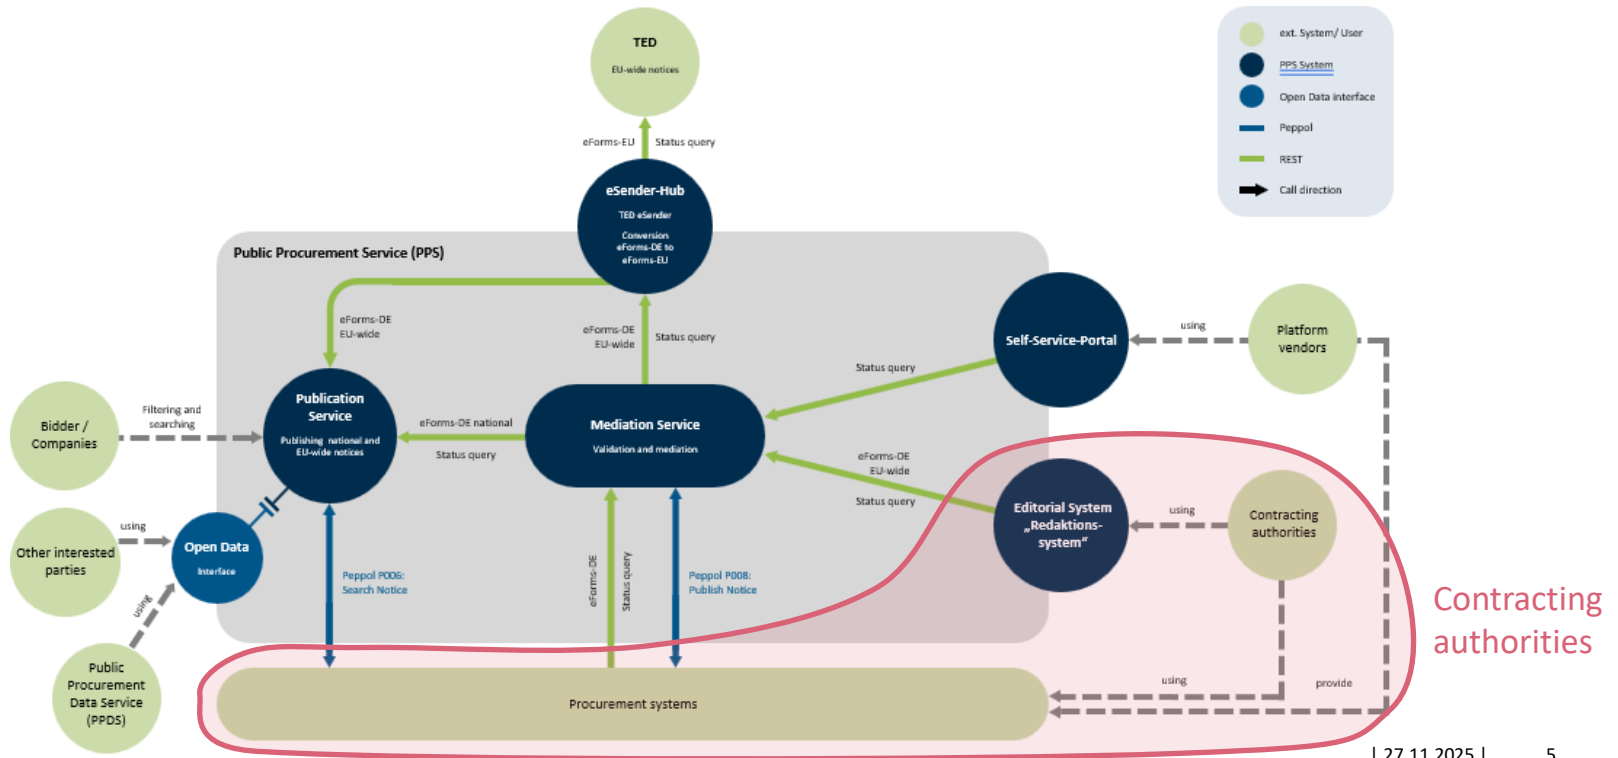 TED
EU-wide notices
ext. System/ User
PPS System
Open Data interface
Peppol
REST
Call direction
eForms-EU
Status query
eSender-Hub
TED eSender
Conversion
eForms-DE to
eForms-EU
Public Procurement Service (PPS)
eForms-DE
EU-wide
eForms-DE
EU-wide
Status query
Self-Service-Portal
using
Platform
vendors
Status query
Bidder /
Companies
Filtering and
searching
Publication
Service
Publishing national and
EU-wide notices
eForms-DE national
Status query
Mediation Service
Validation and mediation
eForms-DE
EU-wide
Status query
Editorial System
„Redaktions-
system“
using
Contracting
authorities
Other interested
parties
using
Open Data
Interface
Peppol P006:
Search Notice
eForms-DE
Status query
Peppol P008:
Publish Notice
using
Public
Procurement
Data Service
(PPDS)
Procurement systems
using
provide
Contracting
authorities
| 27.11.2025 | 5